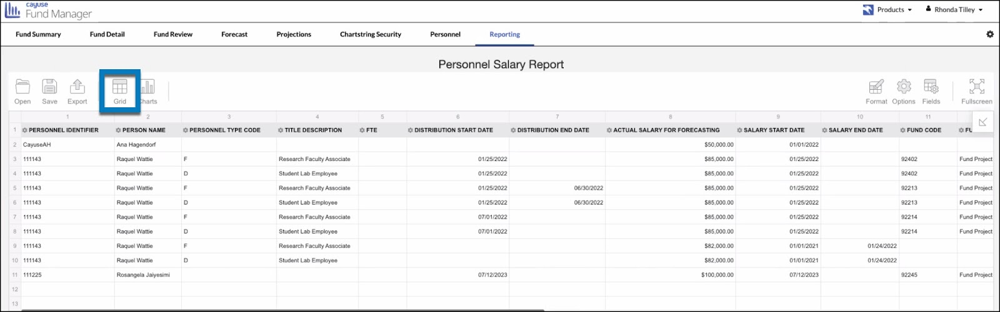 cayuse
Fund Manager
Products
Rhonda Tilley
Fund Summary Fund Detail Fund Review Forecast Projections Chartstring Security Personnel Reporting
Personnel Salary Report
Open Save Export Grid Charts Format Options Fields Fullscreen
1 2 3 4 5 6 7 8 9 10 11
1 PERSONNEL IDENTIFIER PERSON NAME PERSONNEL TYPE CODE TITLE DESCRIPTION FTE DISTRIBUTION START DATE DISTRIBUTION END DATE ACTUAL SALARY FOR FORECASTING SALARY START DATE SALARY END DATE FUND CODE FU
2 CayuseAH Ana Hagendorf $50,000.00 01/01/2022
3 111143 Raquel Wattie F Research Faculty Associate 01/25/2022 $85,000.00 01/25/2022 92402 Fund Project
4 111143 Raquel Wattie D Student Lab Employee 01/25/2022 $85,000.00 01/25/2022 92402 Fund Project
5 111143 Raquel Wattie F Research Faculty Associate 01/25/2022 06/30/2022 $85,000.00 01/25/2022 92213 Fund Project
6 111143 Raquel Wattie D Student Lab Employee 01/25/2022 06/30/2022 $85,000.00 01/25/2022 92213 Fund Project
7 111143 Raquel Wattie F Research Faculty Associate 07/01/2022 $85,000.00 01/25/2022 92214 Fund Project
8 111143 Raquel Wattie D Student Lab Employee 07/01/2022 $85,000.00 01/25/2022 92214 Fund Project
9 111143 Raquel Wattie F Research Faculty Associate $82,000.00 01/01/2021 01/24/2022
10 111143 Raquel Wattie D Student Lab Employee $82,000.00 01/01/2021 01/24/2022
11 111225 Rosangela Jaiyesimi 07/12/2023 $100,000.00 07/12/2023 92245 Fund Project
12
13